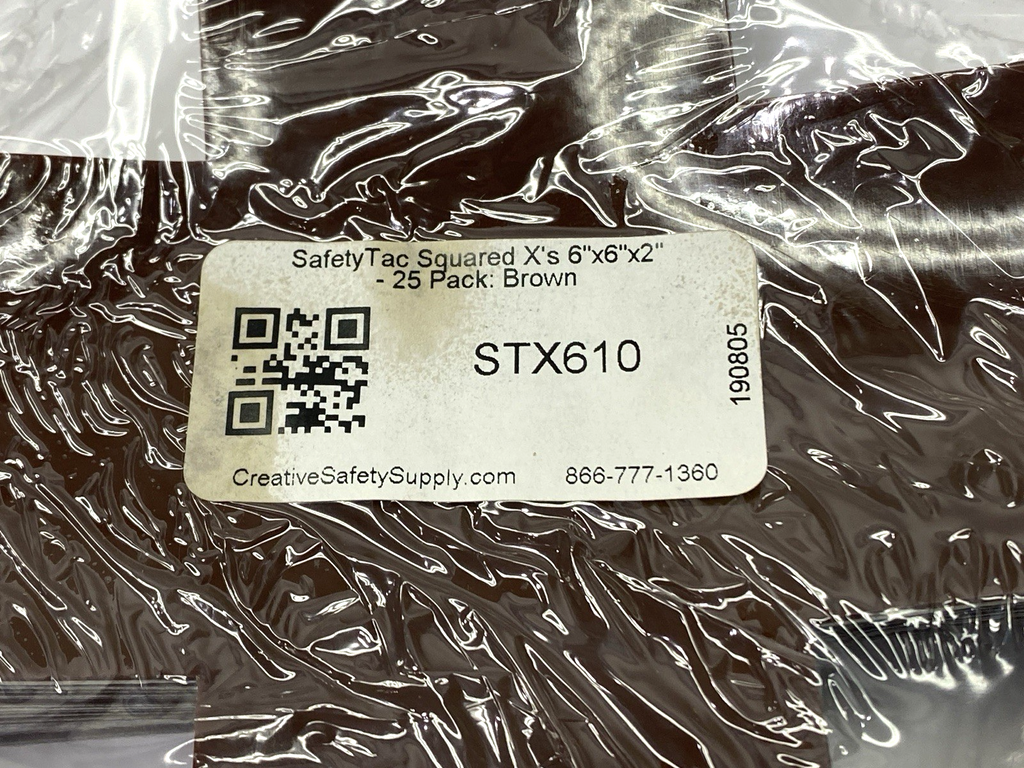 SafetyTac Squared X's 6"x6"x2"
- 25 Pack: Brown
STX610
190805
CreativeSafetySupply.com 866-777-1360